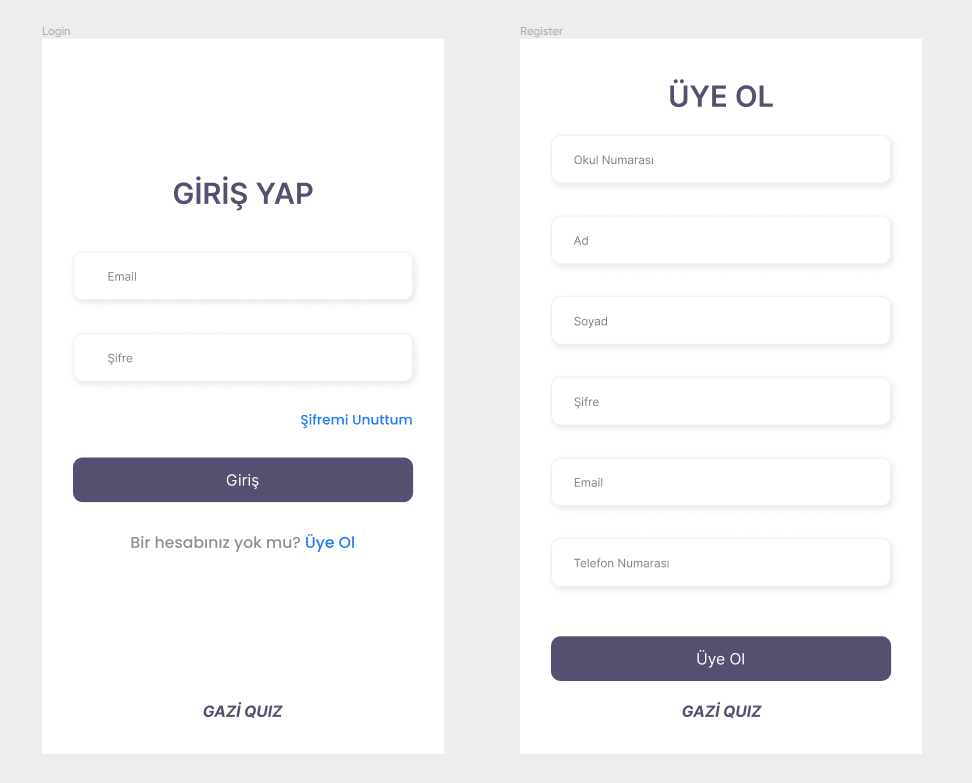 Login
GİRİŞ YAP
Email
Şifre
Şifremi Unuttum
Giriş
Bir hesabınız yok mu? Üye Ol
GAZİ QUIZ
Register
ÜYE OL
Okul Numarası
Ad
Soyad
Şifre
Email
Telefon Numarası
Üye Ol
GAZİ QUIZ